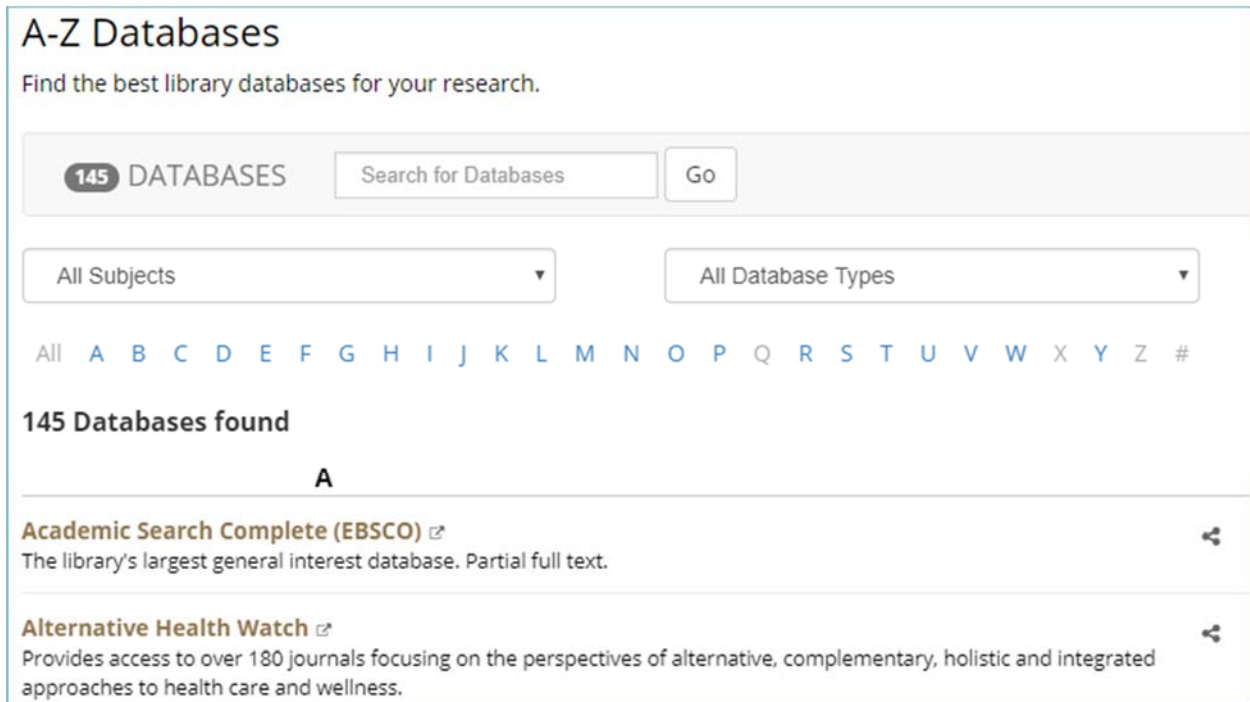 A-Z Databases
Find the best library databases for your research.
145 DATABASES Search for Databases Go
All Subjects All Database Types
All A B C D E F G H I J K L M N O P Q R S T U V W X Y Z #
145 Databases found
A
Academic Search Complete (EBSCO)
The library's largest general interest database. Partial full text.
Alternative Health Watch
Provides access to over 180 journals focusing on the perspectives of alternative, complementary, holistic and integrated
approaches to health care and wellness.